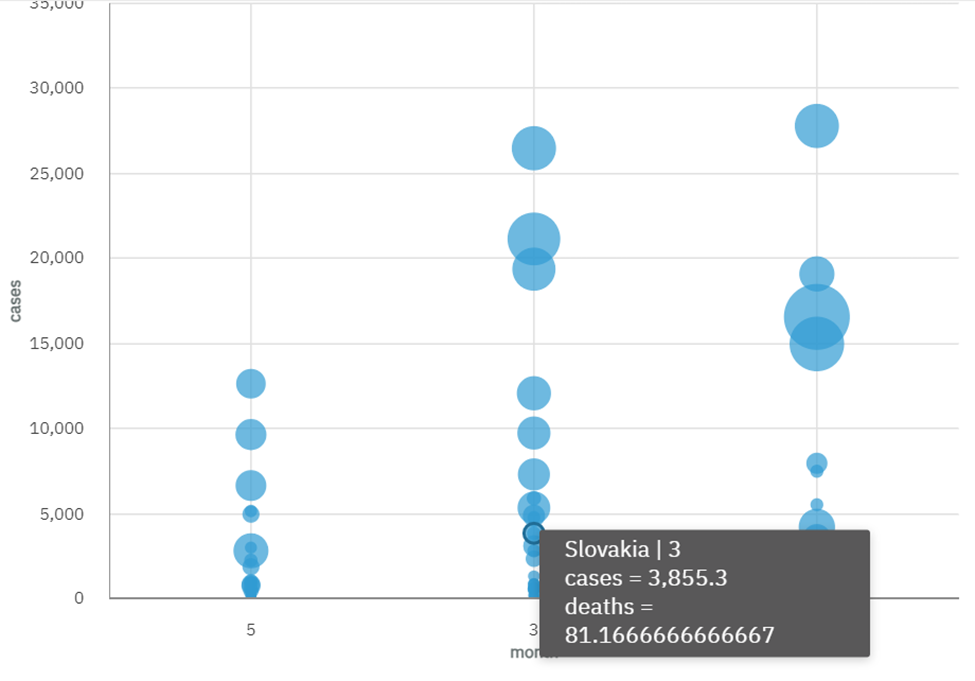 35,000
30,000
25,000
20,000
15,000
10,000
5,000
0
cases
5
3
Slovakia | 3
cases = 3,855.3
deaths =
81.1666666666667